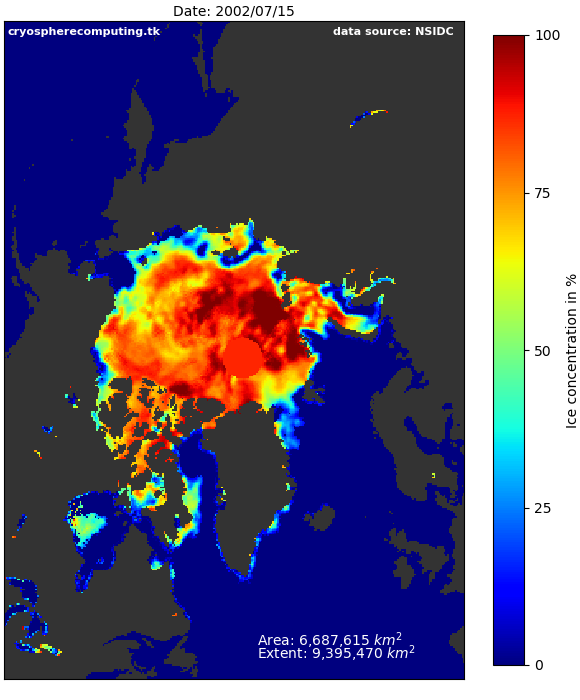 Date: 2002/07/15
cryospherecomputing.tk data source: NSIDC
100
75
50
25
0
Ice concentration in %
Area: 6,687,615 km²
Extent: 9,395,470 km²